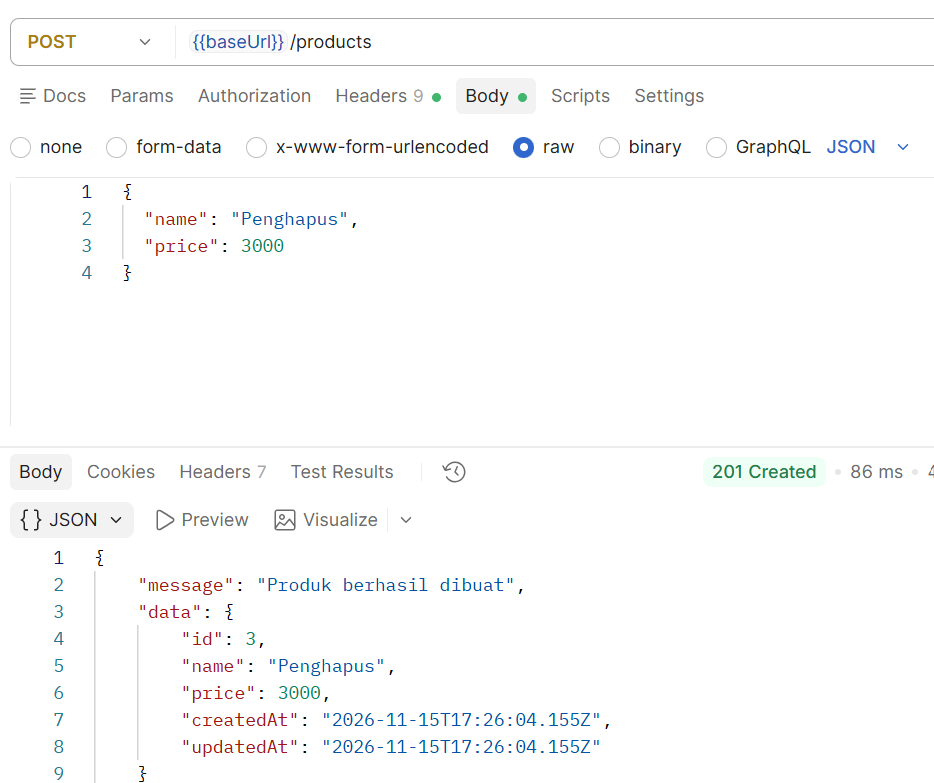 POST {{baseUrl}} /products
Docs Params Authorization Headers 9 Body Scripts Settings
none form-data x-www-form-urlencoded raw binary GraphQL JSON
1 {
2 "name": "Penghapus",
3 "price": 3000
4 }
Body Cookies Headers 7 Test Results 201 Created • 86 ms •
{} JSON Preview Visualize
1 {
2 "message": "Produk berhasil dibuat",
3 "data": {
4 "id": 3,
5 "name": "Penghapus",
6 "price": 3000,
7 "createdAt": "2026-11-15T17:26:04.155Z",
8 "updatedAt": "2026-11-15T17:26:04.155Z"
9 }